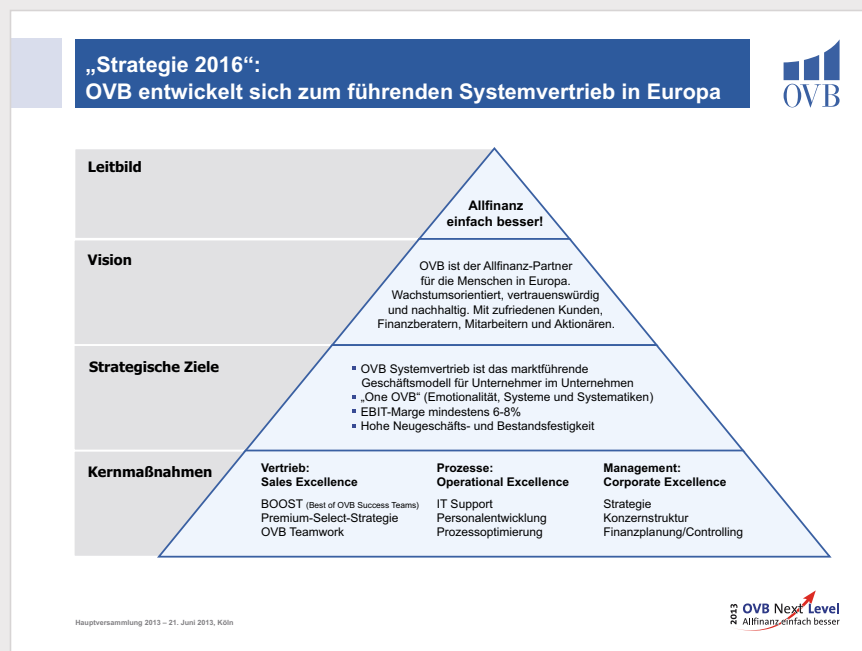 „Strategie 2016“:
OVB entwickelt sich zum führenden Systemvertrieb in Europa
OVB
Leitbild
Allfinanz
einfach besser!
Vision
OVB ist der Allfinanz-Partner
für die Menschen in Europa.
Wachstumsorientiert, vertrauenswürdig
und nachhaltig. Mit zufriedenen Kunden,
Finanzberatern, Mitarbeitern und Aktionären.
Strategische Ziele
OVB Systemvertrieb ist das marktführende
Geschäftsmodell für Unternehmer im Unternehmen
„One OVB“ (Emotionalität, Systeme und Systematiken)
EBIT-Marge mindestens 6-8%
Hohe Neugeschäfts- und Bestandsfestigkeit
Kernmaßnahmen
Vertrieb:
Sales Excellence
BOOST (Best of OVB Success Teams)
Premium-Select-Strategie
OVB Teamwork
Prozesse:
Operational Excellence
IT Support
Personalentwicklung
Prozessoptimierung
Management:
Corporate Excellence
Strategie
Konzernstruktur
Finanzplanung/Controlling
Hauptversammlung 2013 – 21. Juni 2013, Köln
2013
OVB Next Level
Allfinanz einfach besser